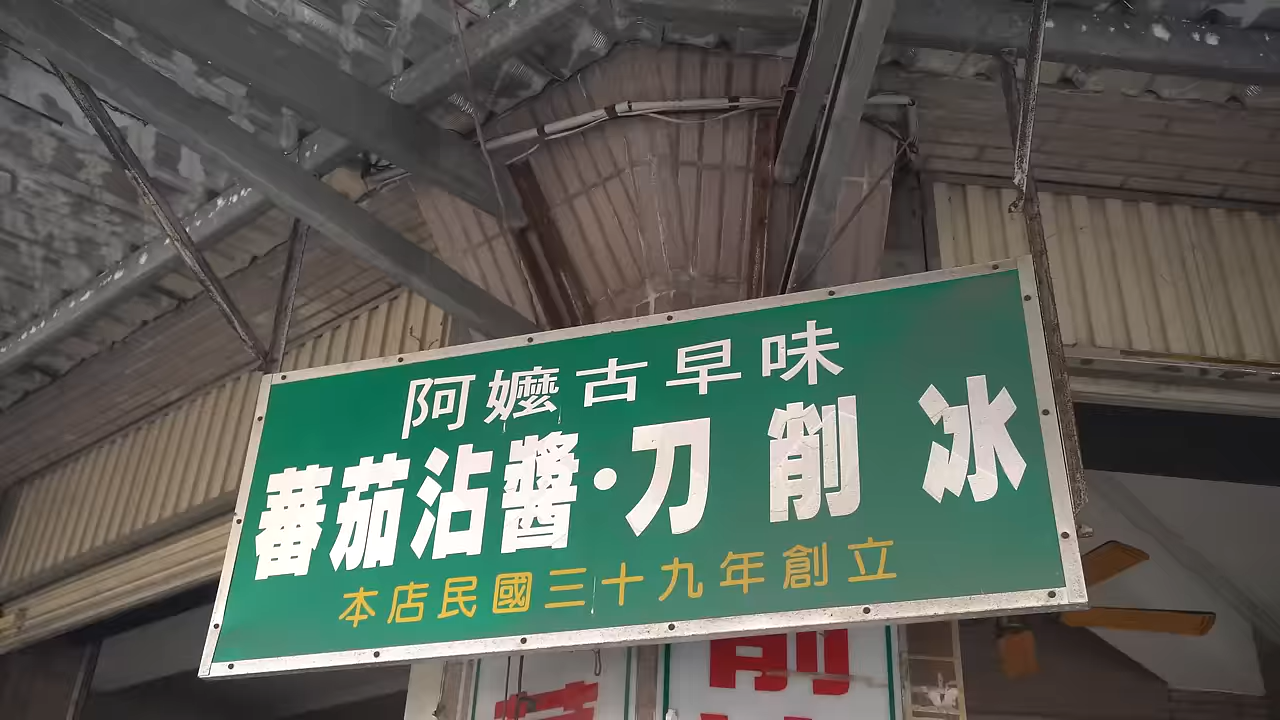 阿嬤古早味
蕃茄沾醬·刀削冰
本店民國三十九年創立
削